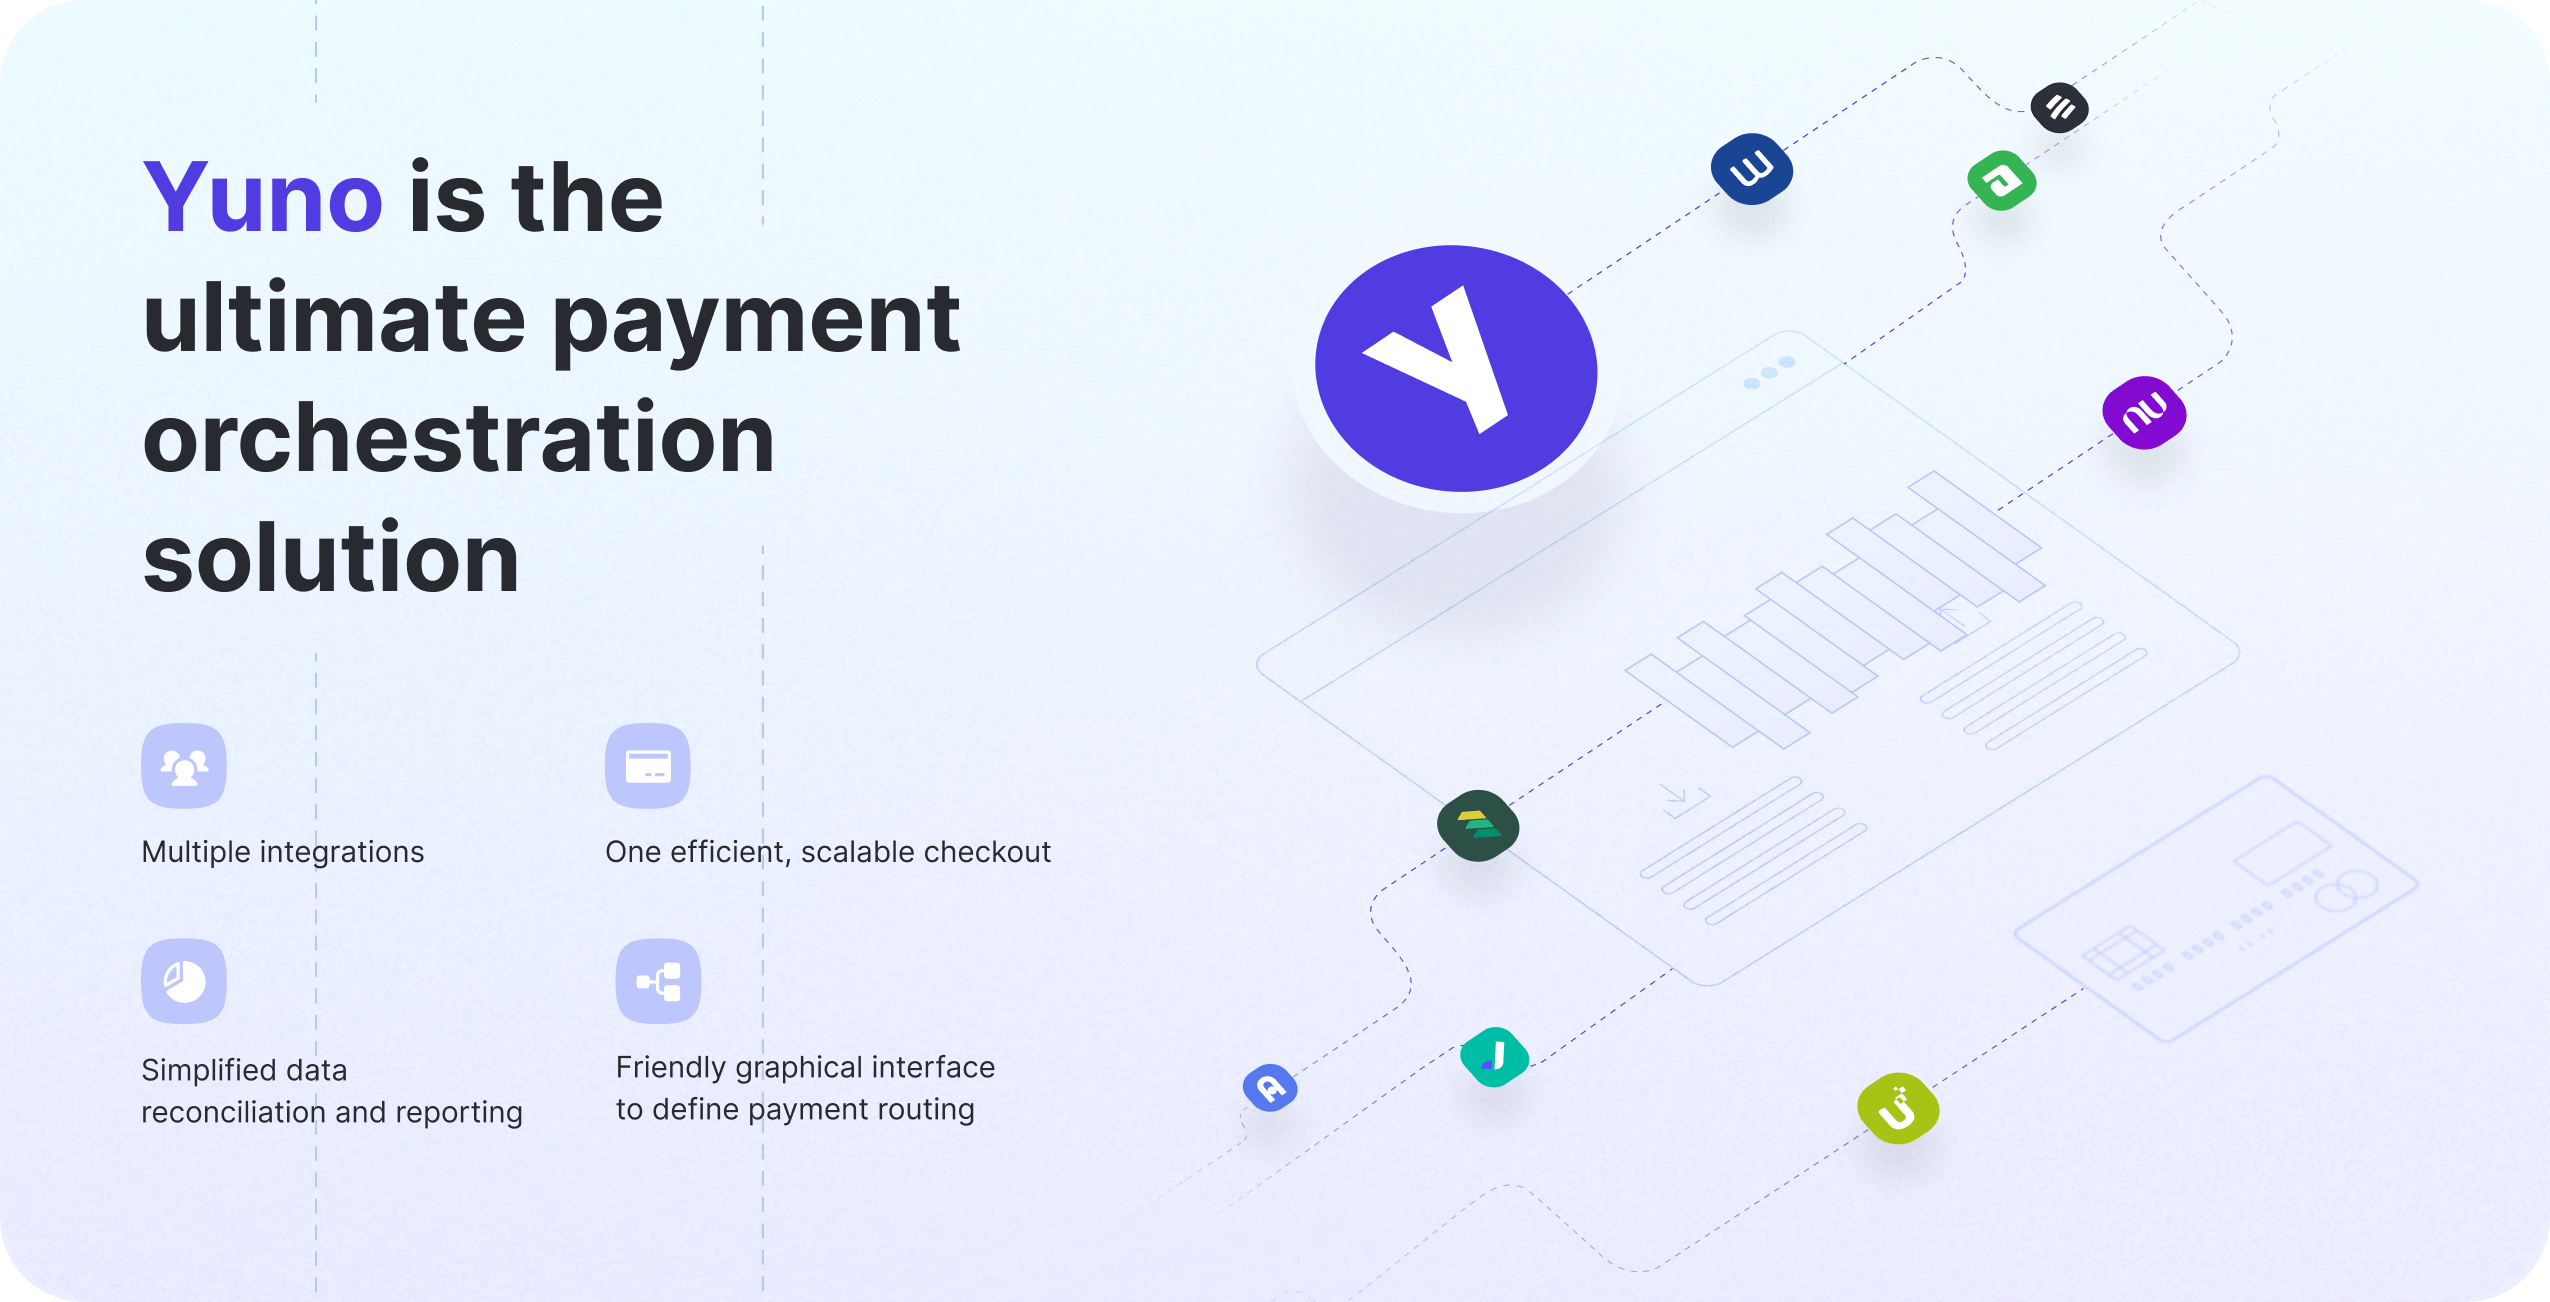 Yuno is the
ultimate payment
orchestration
solution
Multiple integrations
One efficient, scalable checkout
Simplified data
reconciliation and reporting
Friendly graphical interface
to define payment routing
Y
nu